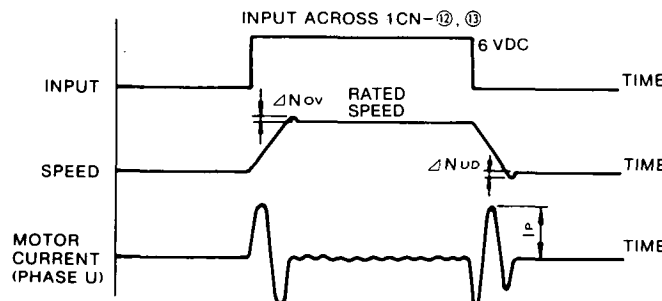 INPUT ACROSS 1CN-⑫, ⑬
6 VDC
INPUT
TIME
ΔNOV
RATED
SPEED
SPEED
ΔNUD
TIME
MOTOR
CURRENT
(PHASE U)
IP
TIME